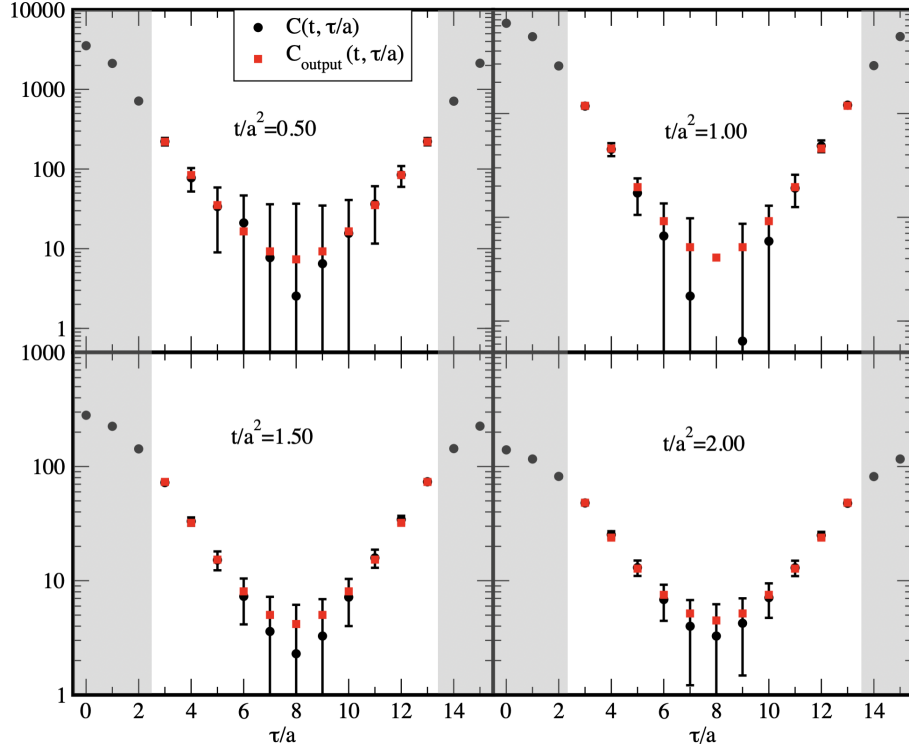 10000
1000
100
10
1
C(t, τ/a)
C_output (t, τ/a)
t/a²=0.50
t/a²=1.00
1000
100
10
1
t/a²=1.50
t/a²=2.00
0 2 4 6 8 10 12 14
0 2 4 6 8 10 12 14
τ/a
τ/a